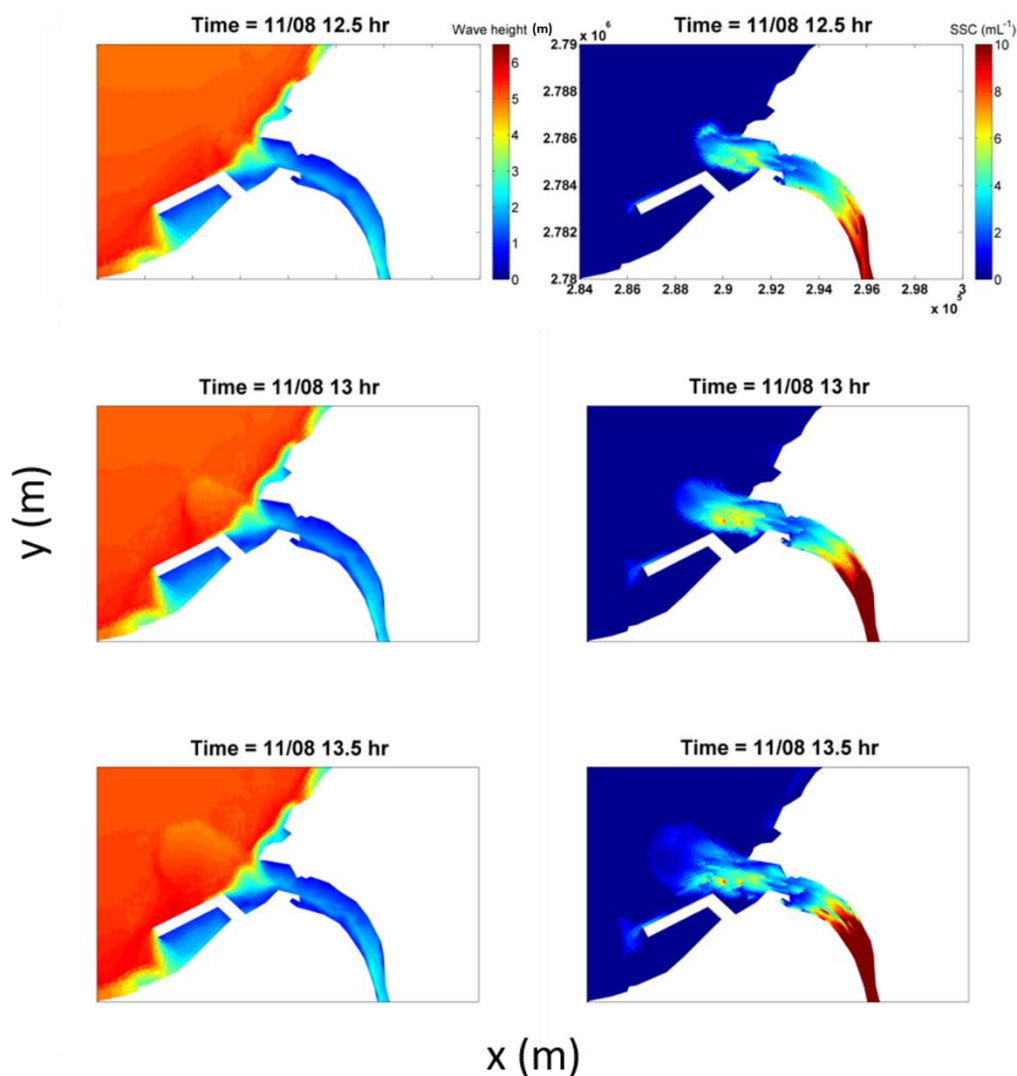 Time = 11/08 12.5 hr
Wave height (m)
6
5
4
3
2
1
0
Time = 11/08 12.5 hr
SSC (mL⁻¹)
2.79 x 10⁶
2.788
2.786
2.784
2.782
2.78
2.84 2.86 2.88 2.9 2.92 2.94 2.96 2.98 3
x 10⁵
10
8
6
4
2
0
Time = 11/08 13 hr
Time = 11/08 13 hr
y (m)
Time = 11/08 13.5 hr
Time = 11/08 13.5 hr
x (m)